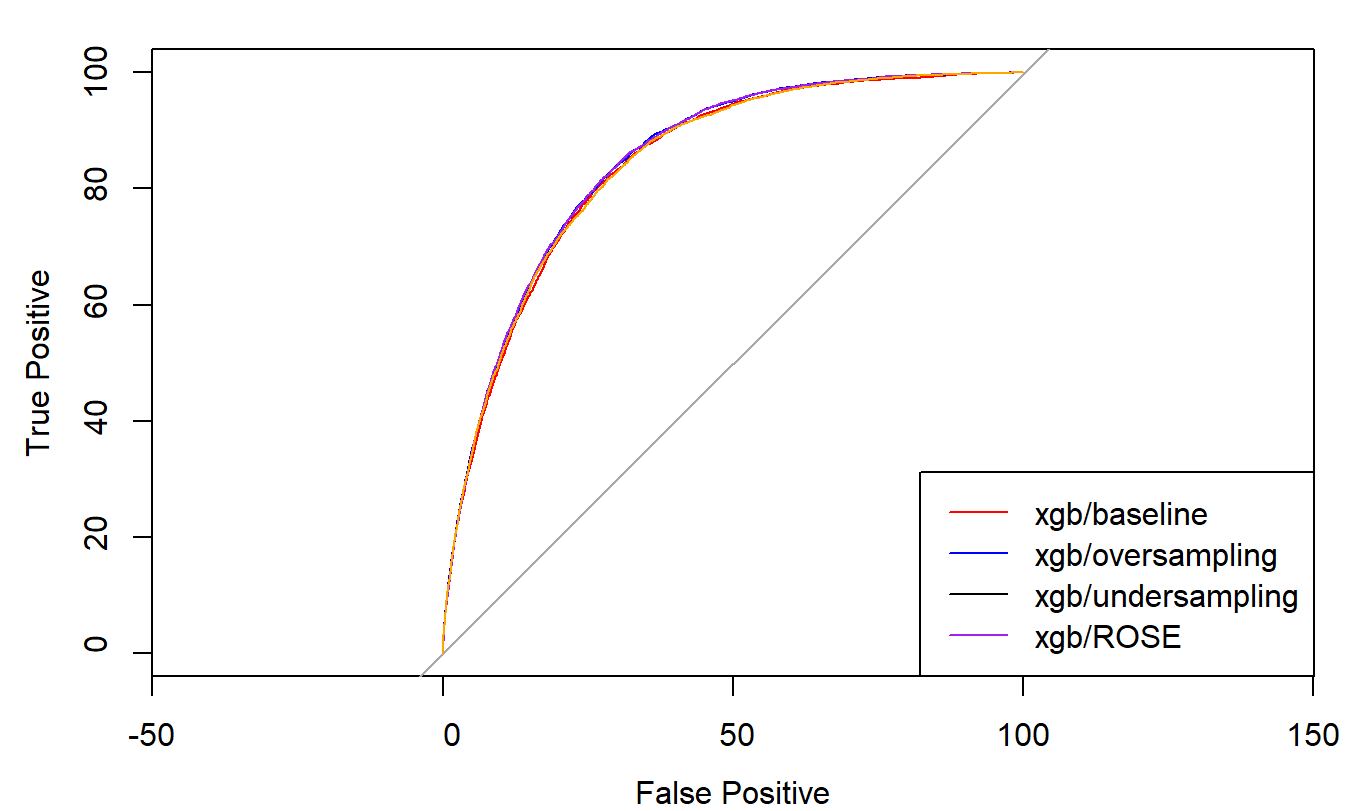 100
80
60
40
20
0
True Positive
xgb/baseline
xgb/oversampling
xgb/undersampling
xgb/ROSE
-50
0
50
100
150
False Positive